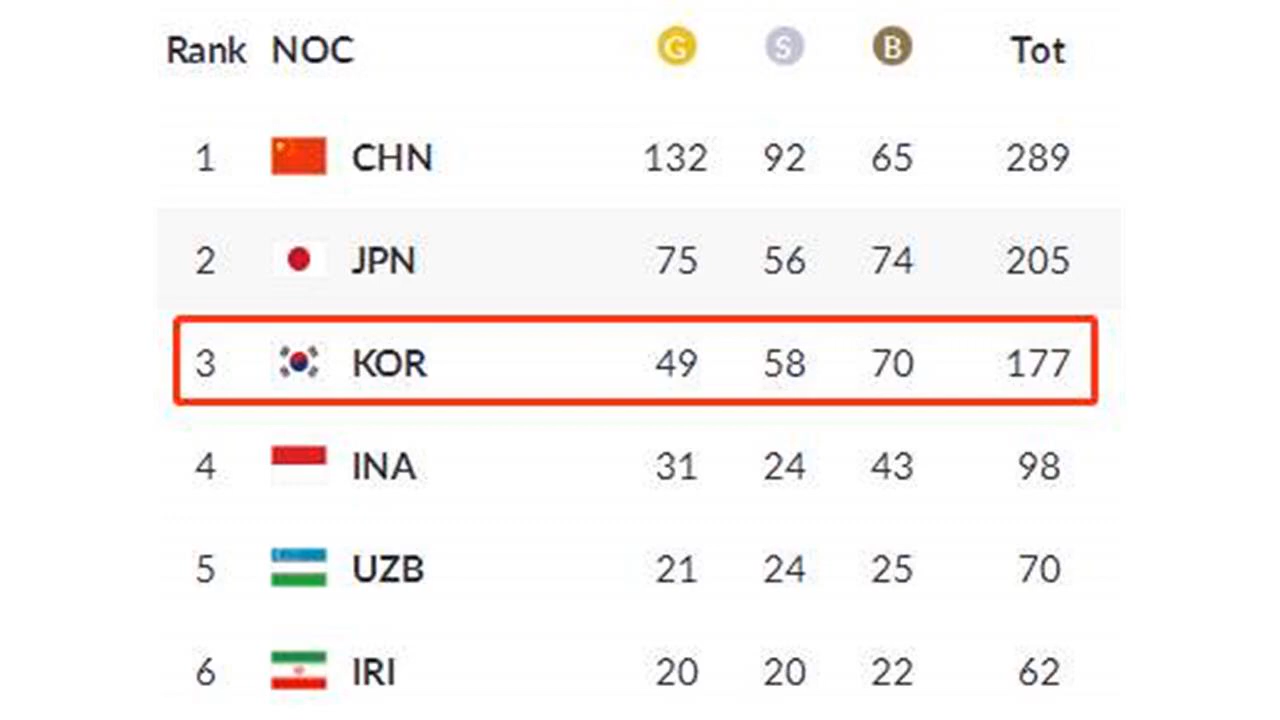 Rank NOC G S B Tot
1 CHN 132 92 65 289
2 JPN 75 56 74 205
3 KOR 49 58 70 177
4 INA 31 24 43 98
5 UZB 21 24 25 70
6 IRI 20 20 22 62